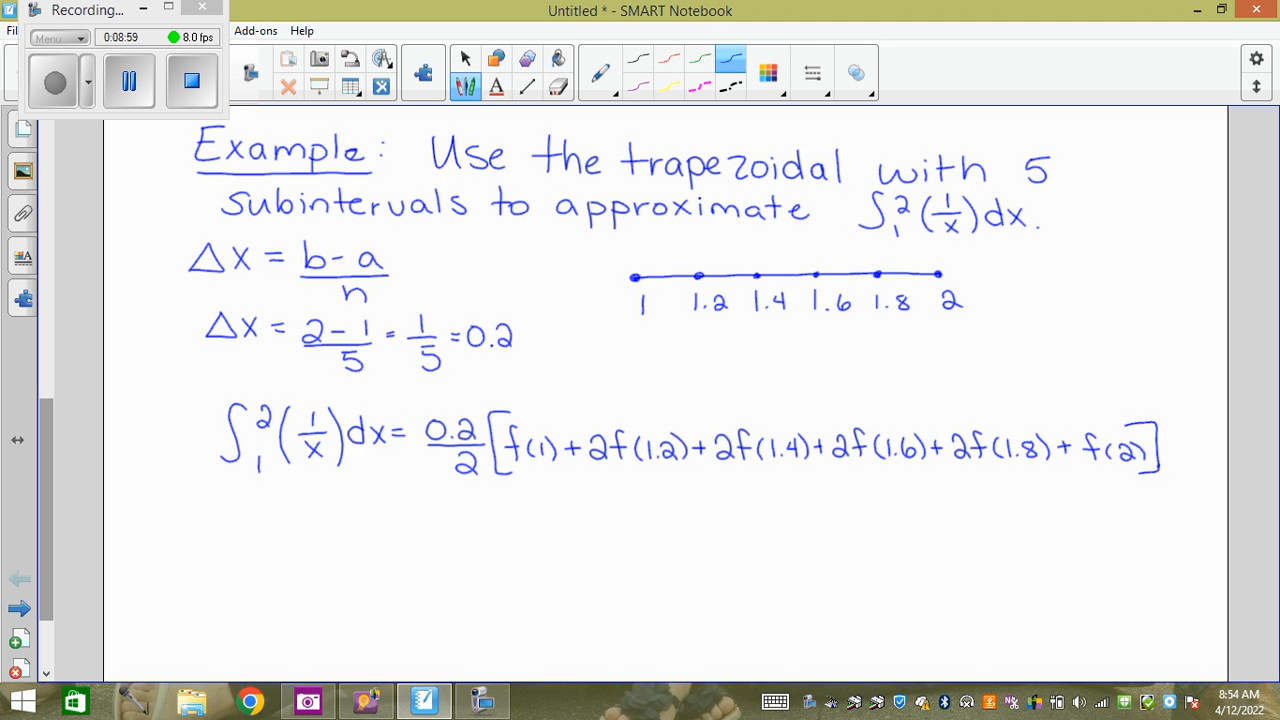 Recording...
Untitled * - SMART Notebook
Menu
0:08:59
8.0 fps
Add-ons Help
Example: Use the trapezoidal with 5
subintervals to approximate ∫₁² (1/x) dx.
Δx = (b-a)/n
1 1.2 1.4 1.6 1.8 2
Δx = (2-1)/5 = 1/5 = 0.2
∫₁² (1/x) dx = 0.2/2 [f(1) + 2f(1.2) + 2f(1.4) + 2f(1.6) + 2f(1.8) + f(2)]
8:54 AM
4/12/2022